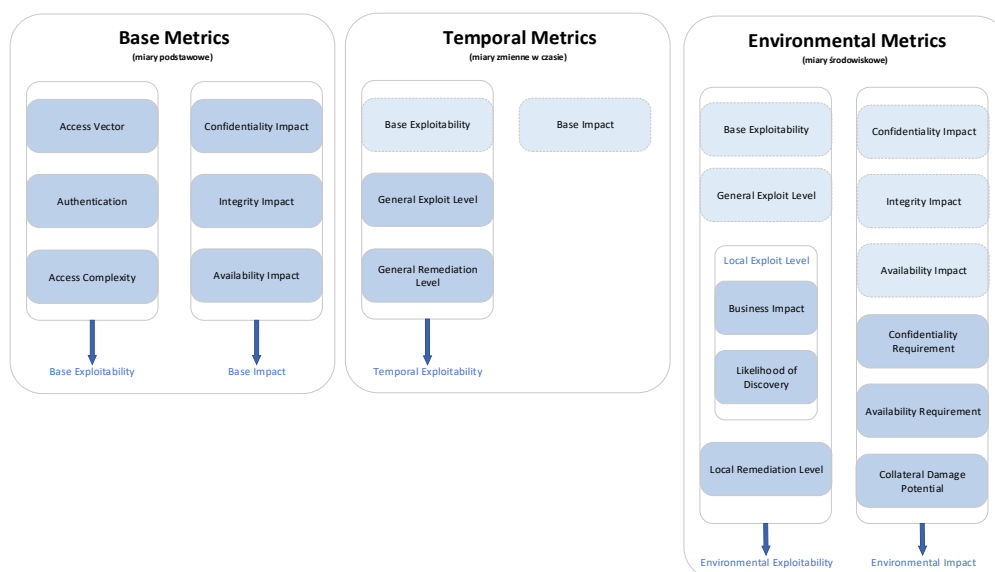 Base Metrics
(miary podstawowe)
Access Vector
Authentication
Access Complexity
Base Exploitability
Confidentiality Impact
Integrity Impact
Availability Impact
Base Impact
Temporal Metrics
(miary zmienne w czasie)
Base Exploitability
General Exploit Level
General Remediation
Level
Temporal Exploitability
Base Impact
Environmental Metrics
(miary środowiskowe)
Base Exploitability
General Exploit Level
Local Exploit Level
Business Impact
Likelihood of
Discovery
Local Remediation Level
Environmental Exploitability
Confidentiality Impact
Integrity Impact
Availability Impact
Confidentiality
Requirement
Availability Requirement
Collateral Damage
Potential
Environmental Impact